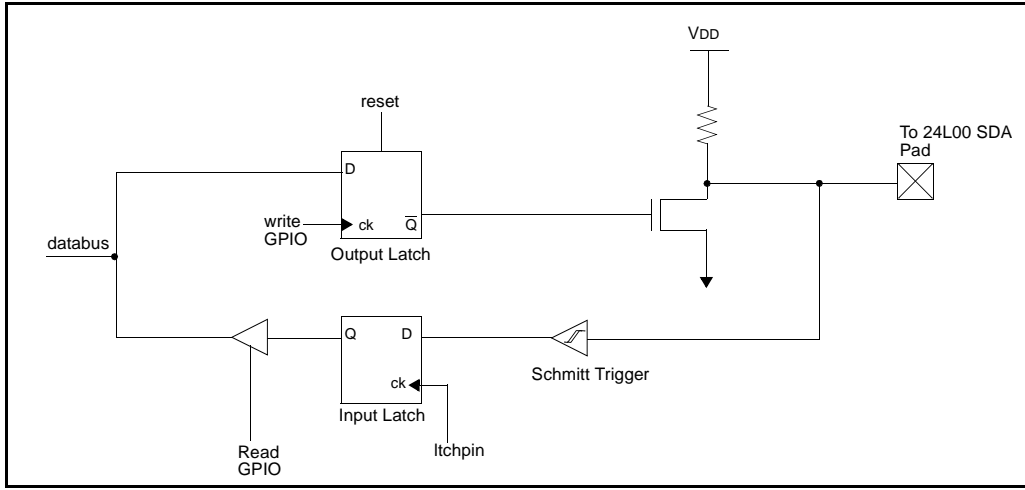 VDD
reset
To 24L00 SDA
Pad
D
write
GPIO
ck
Q
databus
Output Latch
Q
D
Schmitt Trigger
ck
Input Latch
ltchpin
Read
GPIO